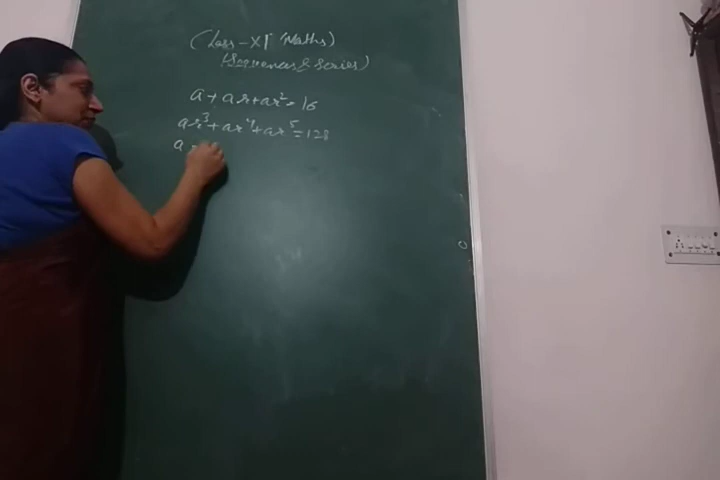 (Class - XI Maths)
(Sequences & Series)
a + ar + ar² = 16
ar³ + ar⁴ + ar⁵ = 128
a